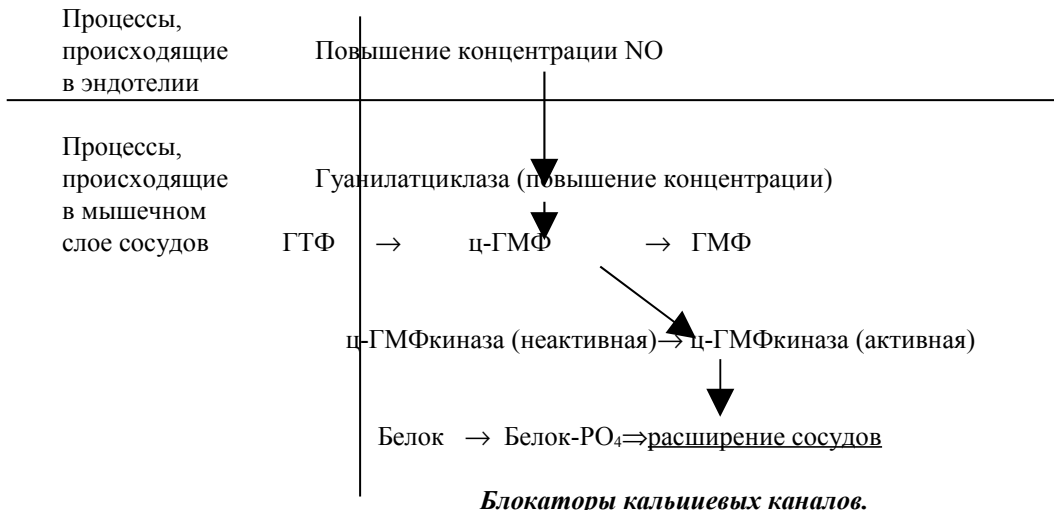 Процессы,
происходящие
в эндотелии
Повышение концентрации NO
Процессы,
происходящие
в мышечном
слое сосудов
Гуанилатциклаза (повышение концентрации)
ГТФ → ц-ГМФ → ГМФ
ц-ГМФкиназа (неактивная)→ ц-ГМФкиназа (активная)
Белок → Белок-PO₄⇒расширение сосудов
Блокаторы кальциевых каналов.